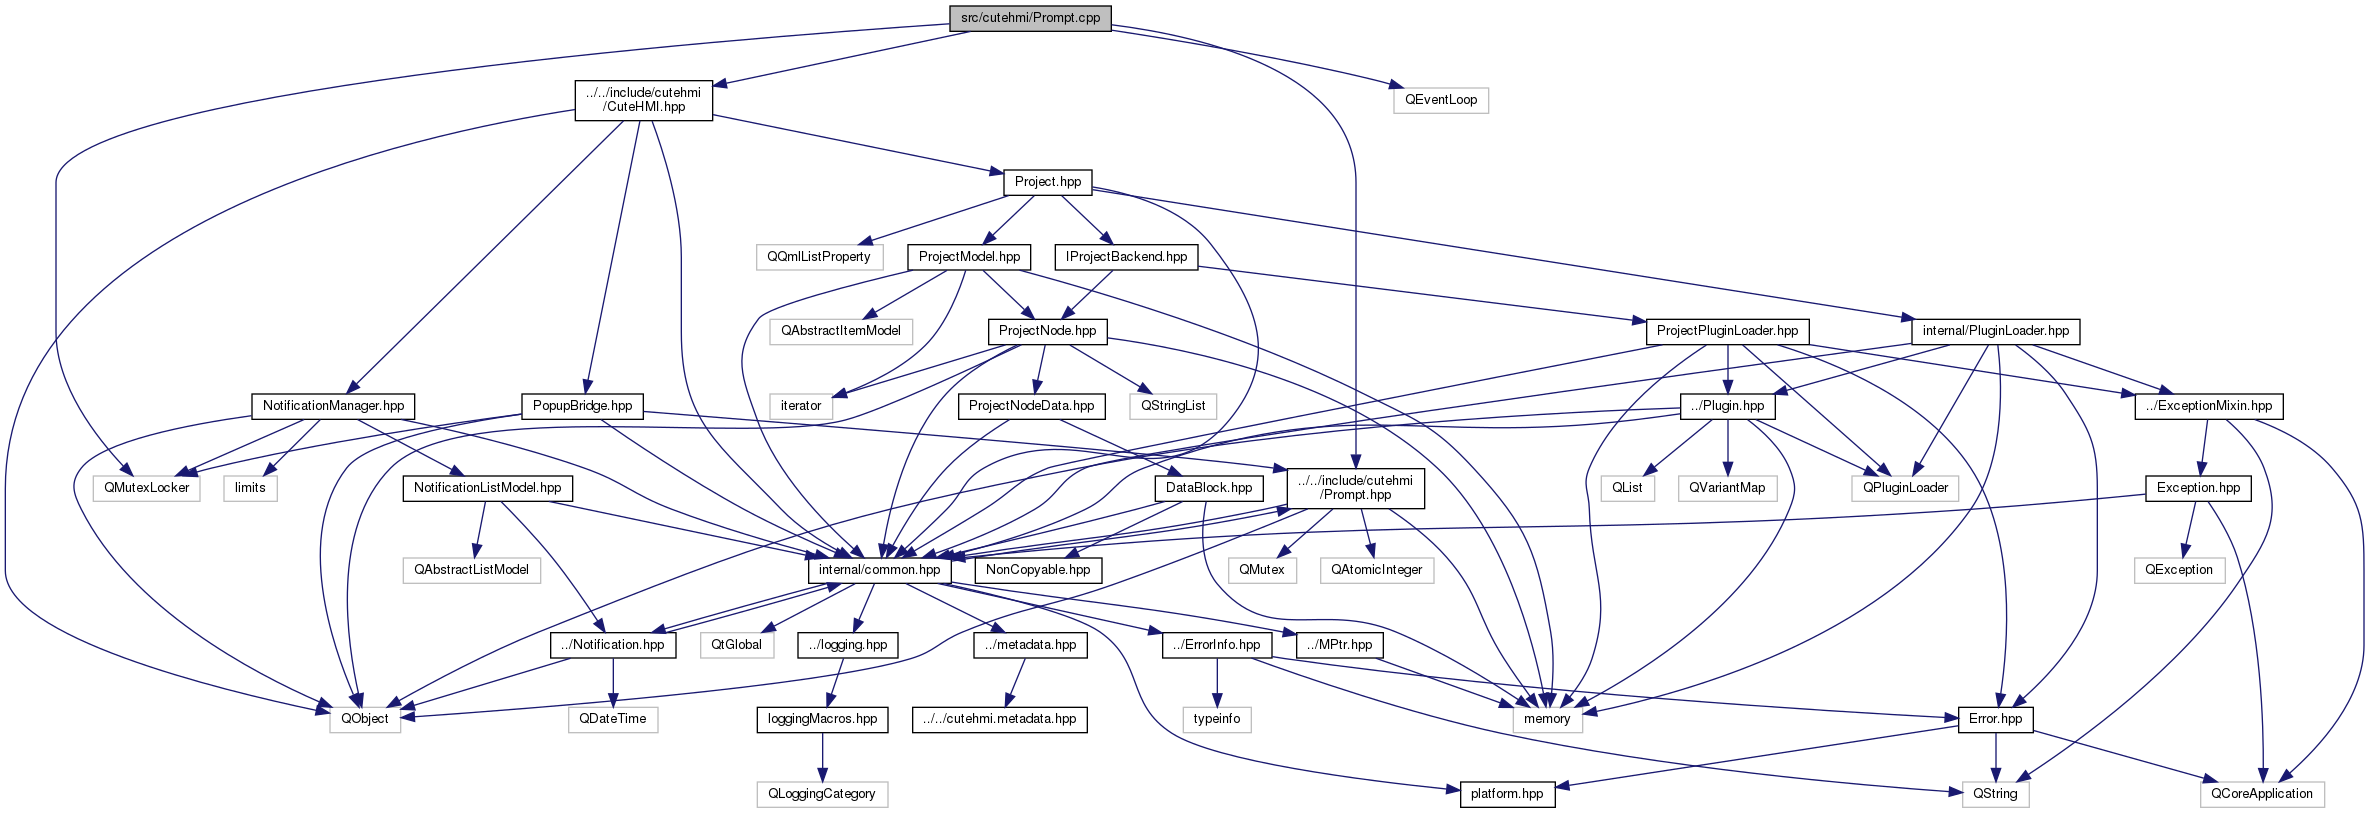 src/cutehmi/Prompt.cpp
../../include/cutehmi
/CuteHMI.hpp
QEventLoop
Project.hpp
QQmlListProperty
ProjectModel.hpp
IProjectBackend.hpp
QAbstractItemModel
ProjectNode.hpp
ProjectPluginLoader.hpp
internal/PluginLoader.hpp
NotificationManager.hpp
PopupBridge.hpp
iterator
ProjectNodeData.hpp
QStringList
../Plugin.hpp
../ExceptionMixin.hpp
QMutexLocker
limits
NotificationListModel.hpp
DataBlock.hpp
../../include/cutehmi
/Prompt.hpp
QList
QVariantMap
QPluginLoader
Exception.hpp
QAbstractListModel
internal/common.hpp
NonCopyable.hpp
QMutex
QAtomicInteger
QException
../Notification.hpp
QtGlobal
../logging.hpp
../metadata.hpp
../ErrorInfo.hpp
../MPtr.hpp
QObject
QDateTime
loggingMacros.hpp
../../cutehmi.metadata.hpp
typeinfo
memory
Error.hpp
QLoggingCategory
platform.hpp
QString
QCoreApplication